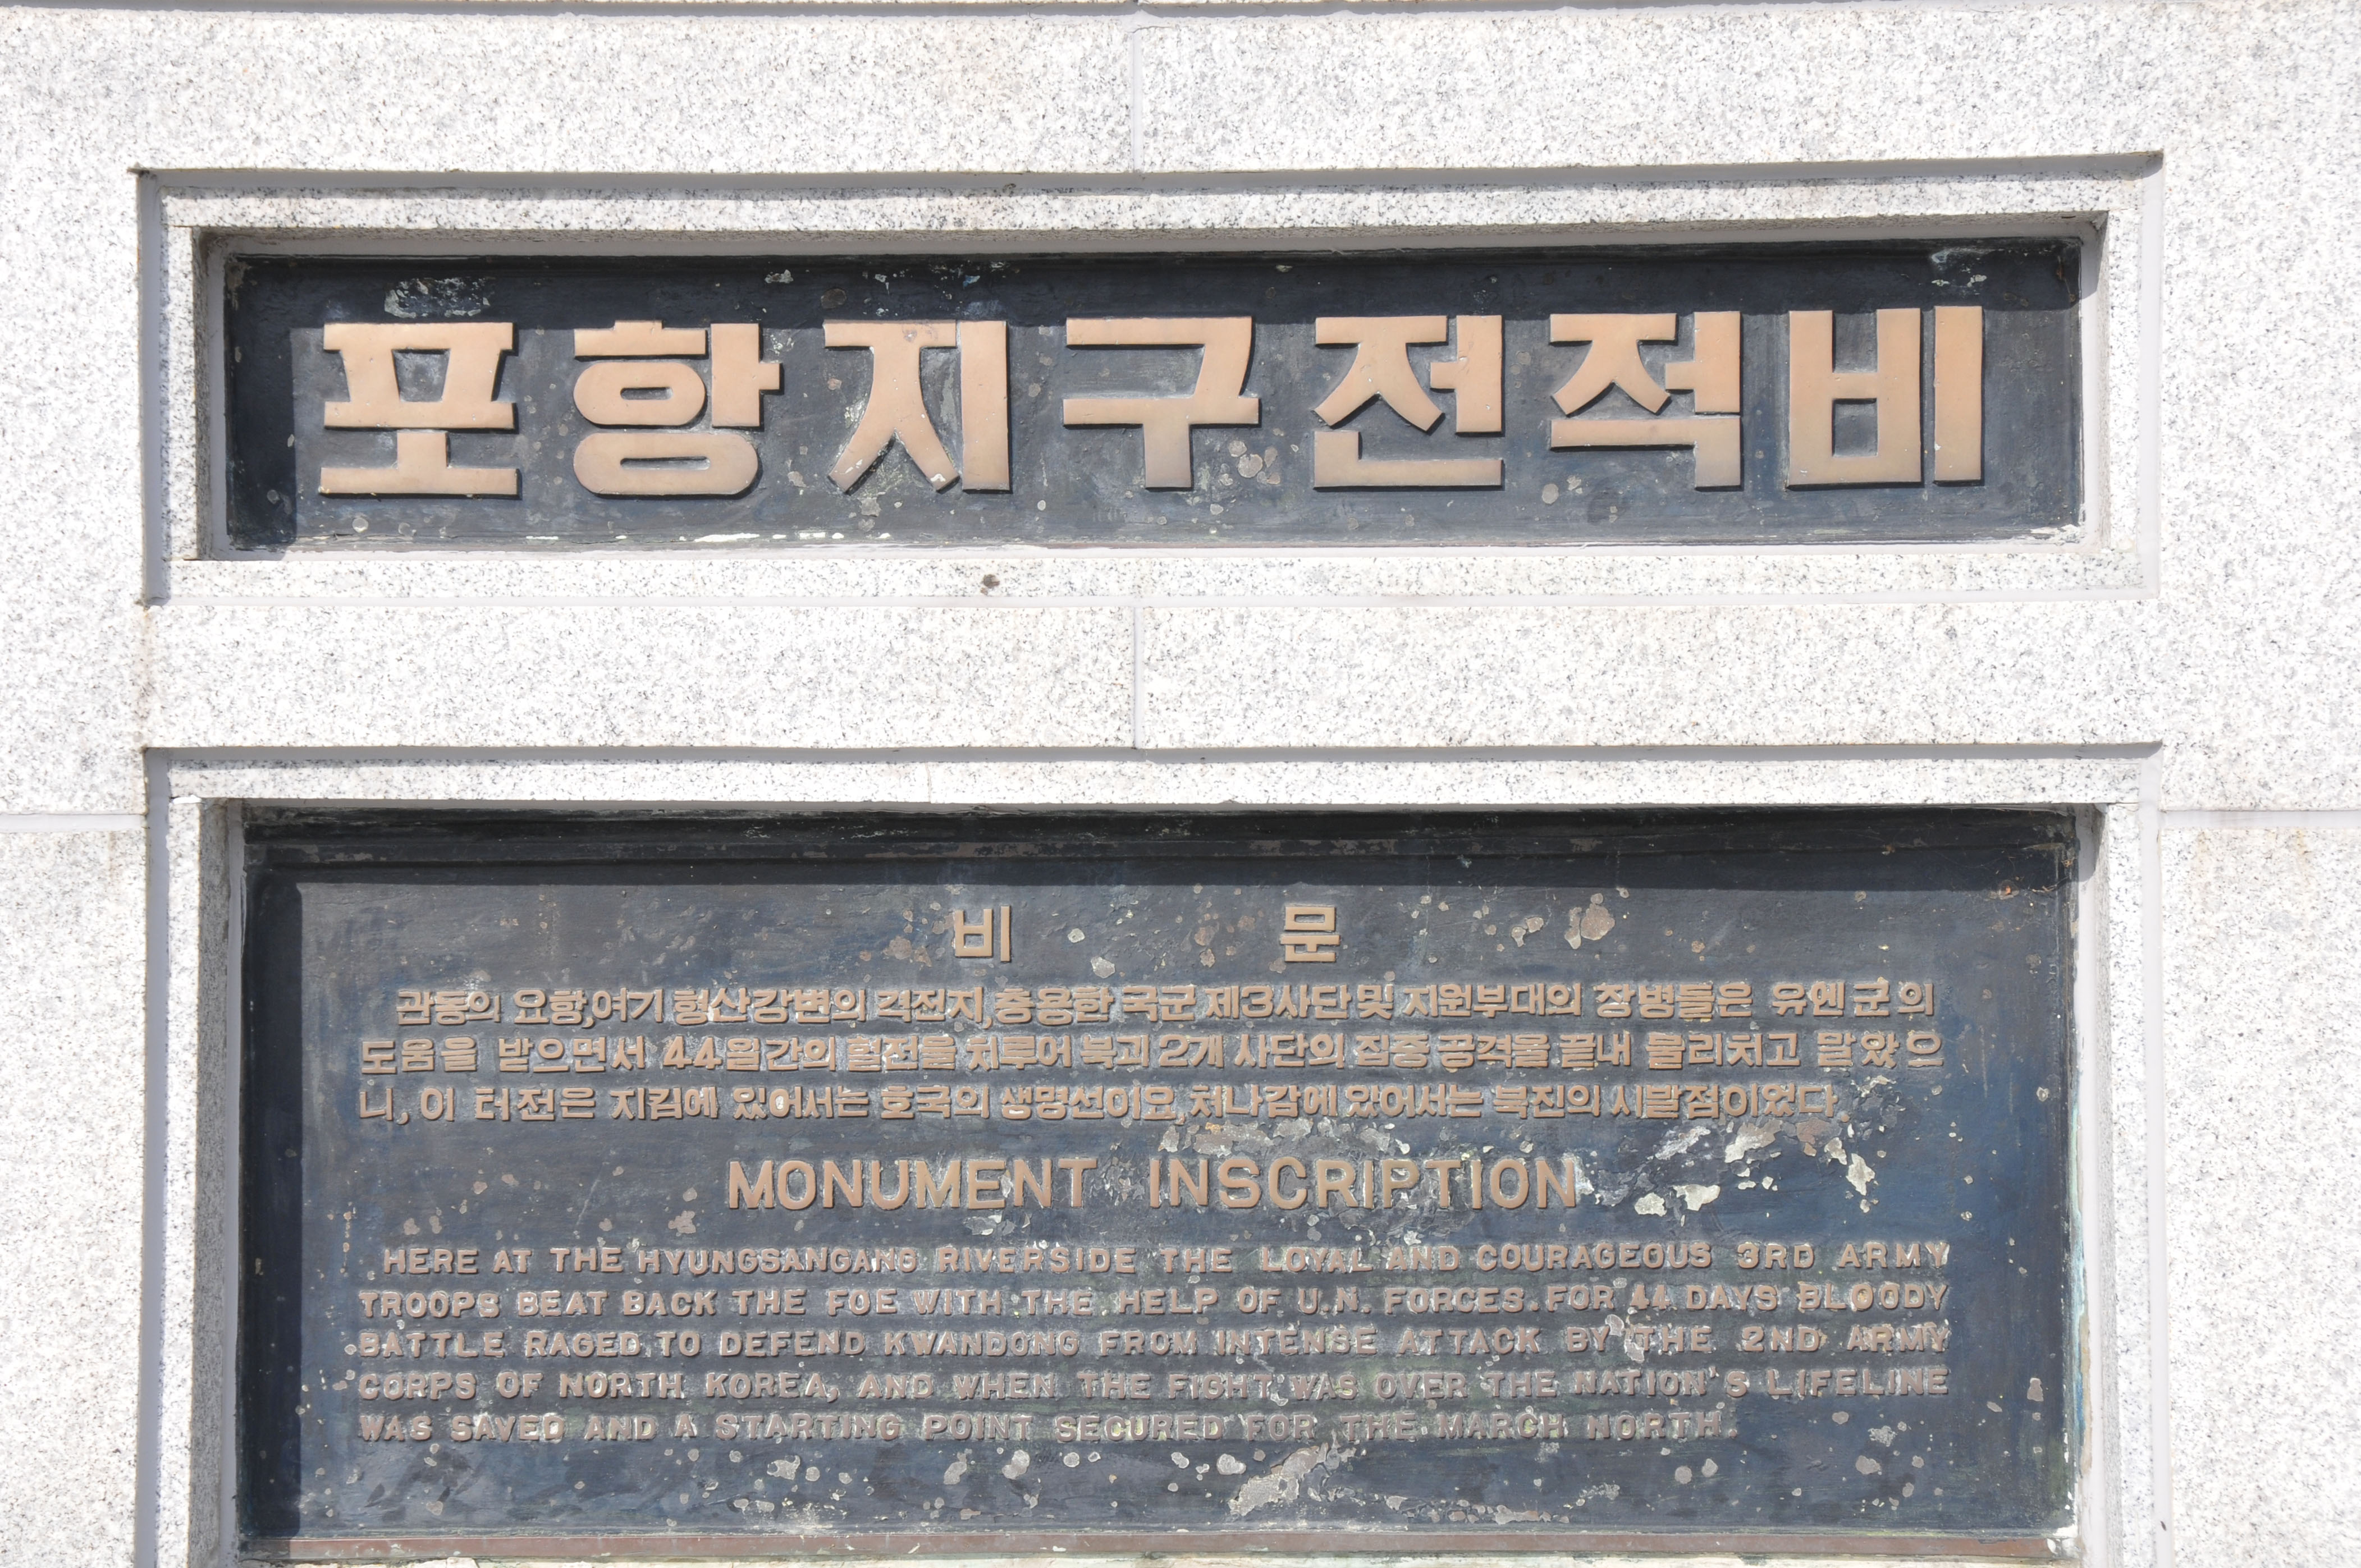 포항지구전적비
비 문
관동의 요항,여기 형산강변의 격전지,충용한 국군 제3사단 및 지원부대의 장병들은 유엔군의
도움을 받으면서 44일간의 혈전을 치루어 북괴 2개 사단의 집중 공격을 끝내 물리치고 말았으
니, 이 터전은 지킴에 있어서는 호국의 생명선이요,쳐나감에 있어서는 북진의 시발점이었다.
MONUMENT INSCRIPTION
HERE AT THE HYUNGSANGANG RIVERSIDE THE LOYAL AND COURAGEOUS 3RD ARMY
TROOPS BEAT BACK THE FOE WITH THE HELP OF U.N. FORCES. FOR 44 DAYS BLOODY
BATTLE RAGED TO DEFEND KWANDONG FROM INTENSE ATTACK BY THE 2ND ARMY
CORPS OF NORTH KOREA, AND WHEN THE FIGHT WAS OVER THE NATION'S LIFELINE
WAS SAVED AND A STARTING POINT SECURED FOR THE MARCH NORTH.